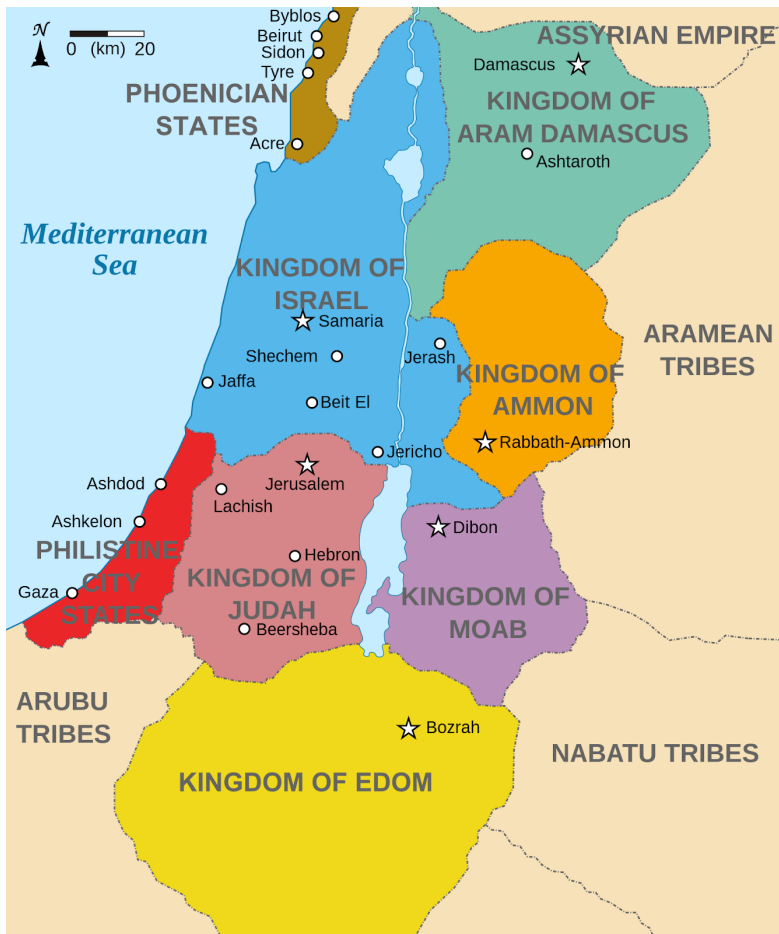 Byblos
N
0 (km) 20
Beirut
ASSYRIAN EMPIRE
Sidon
Damascus
Tyre
PHOENICIAN
STATES
KINGDOM OF
ARAM DAMASCUS
Acre
Ashtaroth
Mediterranean
Sea
KINGDOM OF
ISRAEL
Samaria
ARAMEAN
TRIBES
Shechem
Jerash
KINGDOM OF
AMMON
Jaffa
Beit El
Rabbath-Ammon
Jericho
Ashdod
Jerusalem
Lachish
Ashkelon
Dibon
PHILISTINE
CITY
STATES
Hebron
Gaza
KINGDOM OF
JUDAH
KINGDOM OF
MOAB
Beersheba
ARUBU
TRIBES
Bozrah
NABATU TRIBES
KINGDOM OF EDOM